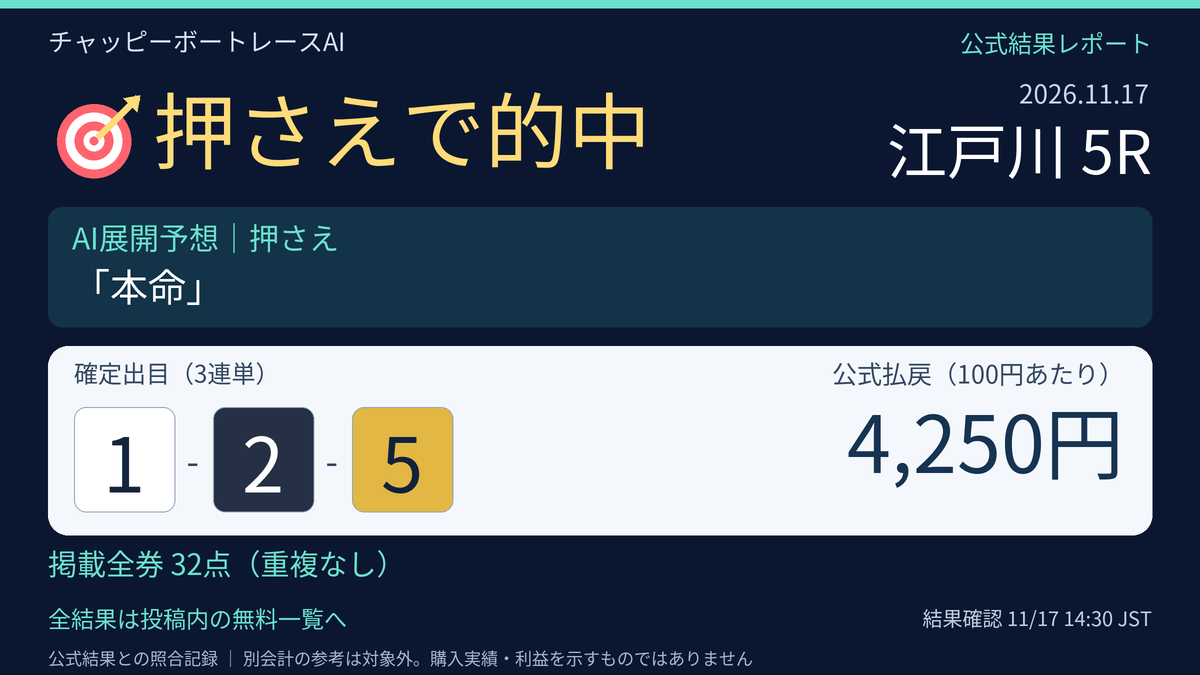 チャッピーボートレースAI
公式結果レポート
2026.11.17
押さえで的中
江戸川 5R
AI展開予想｜押さえ
「本命」
確定出目（3連単）
公式払戻（100円あたり）
1 - 2 - 5
4,250円
掲載全券 32点（重複なし）
全結果は投稿内の無料一覧へ
結果確認 11/17 14:30 JST
公式結果との照合記録 ｜ 別会計の参考は対象外。購入実績・利益を示すものではありません